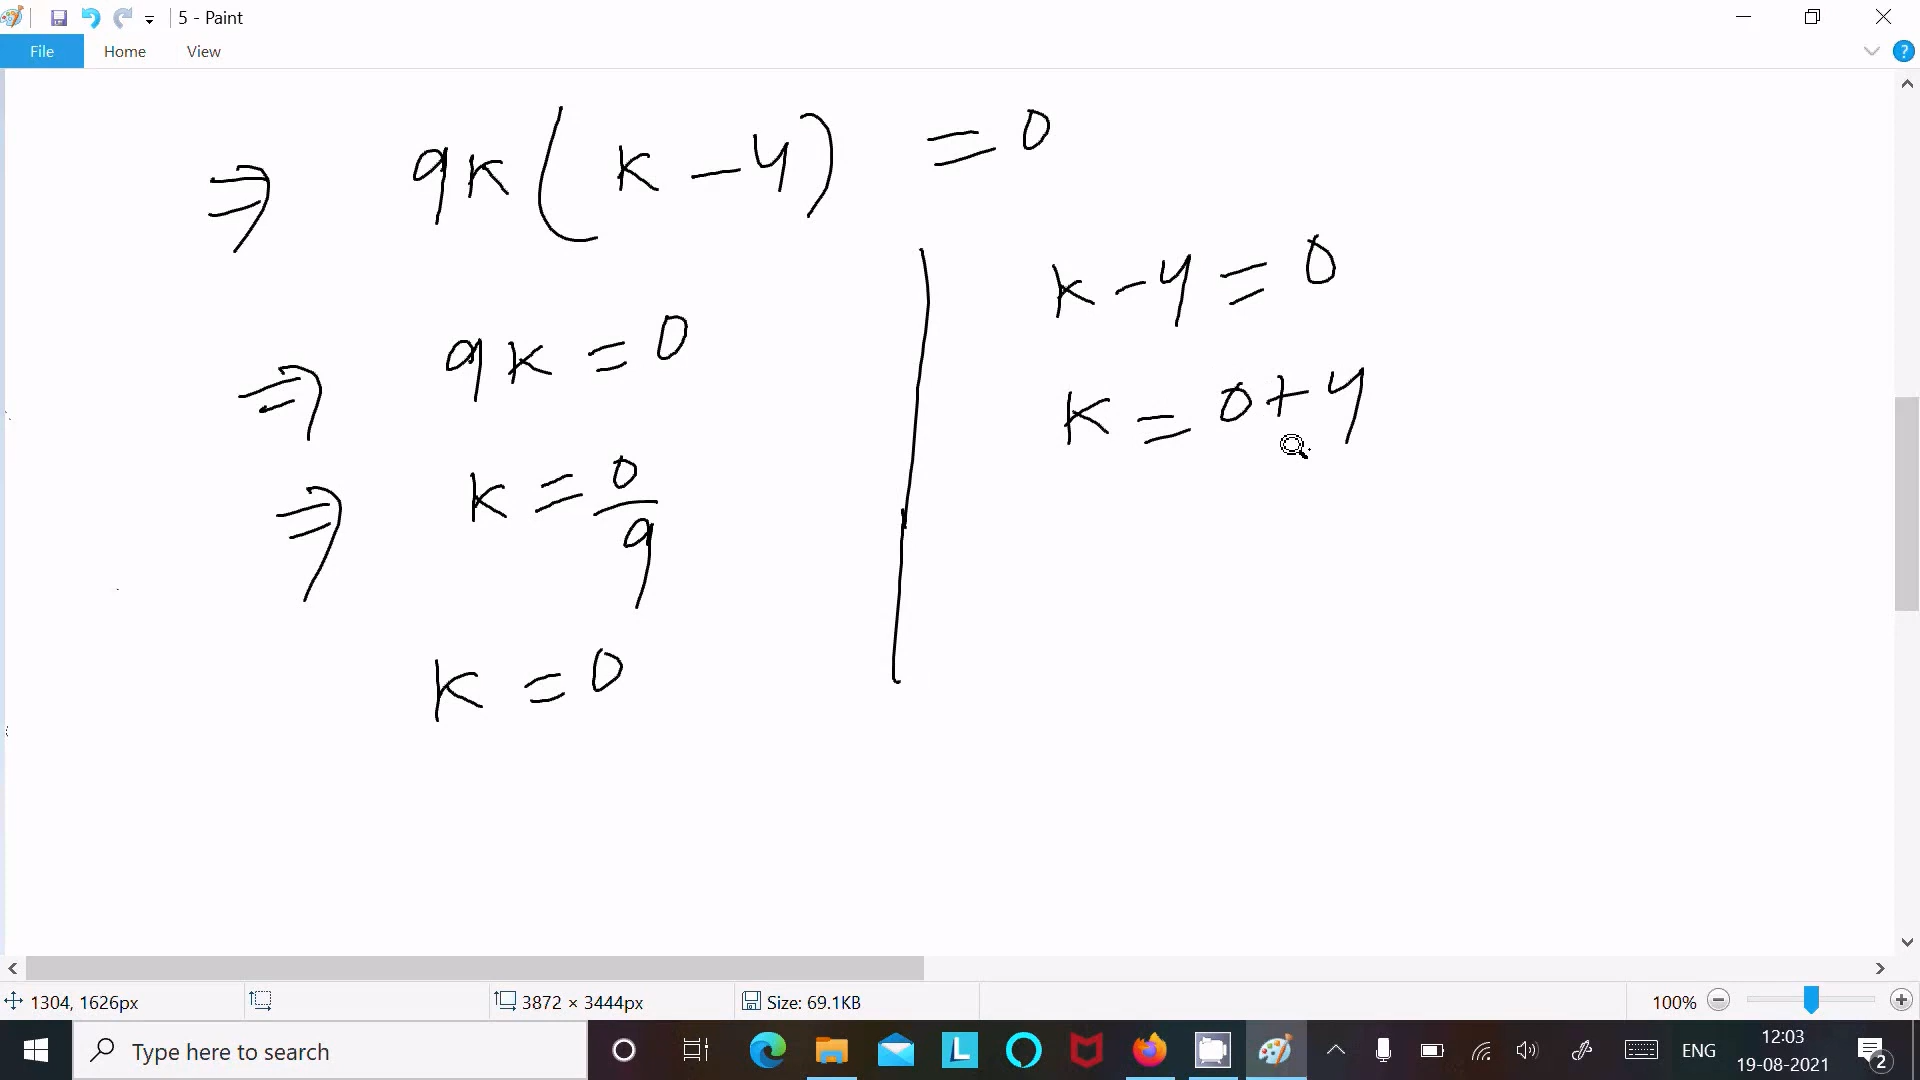 5 - Paint
File Home View
⇒ 9k(k-4) = 0
⇒ 9k = 0
⇒ k = 0/9
k = 0
k-4 = 0
k = 0+4
1304, 1626px 3872 × 3444px Size: 69.1KB 100%
Type here to search
L
ENG
12:03
19-08-2021
2